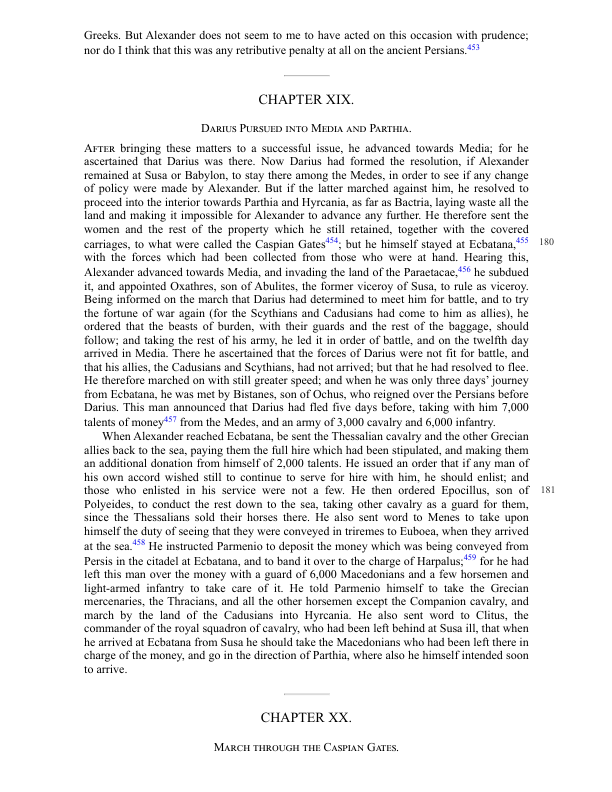 Greeks. But Alexander does not seem to me to have acted on this occasion with prudence;
nor do I think that this was any retributive penalty at all on the ancient Persians.453
CHAPTER XIX.
Darius Pursued into Media and Parthia.
After bringing these matters to a successful issue, he advanced towards Media; for he
ascertained that Darius was there. Now Darius had formed the resolution, if Alexander
remained at Susa or Babylon, to stay there among the Medes, in order to see if any change
of policy were made by Alexander. But if the latter marched against him, he resolved to
proceed into the interior towards Parthia and Hyrcania, as far as Bactria, laying waste all the
land and making it impossible for Alexander to advance any further. He therefore sent the
women and the rest of the property which he still retained, together with the covered
carriages, to what were called the Caspian Gates454; but he himself stayed at Ecbatana,455 180
with the forces which had been collected from those who were at hand. Hearing this,
Alexander advanced towards Media, and invading the land of the Paraetacae,456 he subdued
it, and appointed Oxathres, son of Abulites, the former viceroy of Susa, to rule as viceroy.
Being informed on the march that Darius had determined to meet him for battle, and to try
the fortune of war again (for the Scythians and Cadusians had come to him as allies), he
ordered that the beasts of burden, with their guards and the rest of the baggage, should
follow; and taking the rest of his army, he led it in order of battle, and on the twelfth day
arrived in Media. There he ascertained that the forces of Darius were not fit for battle, and
that his allies, the Cadusians and Scythians, had not arrived; but that he had resolved to flee.
He therefore marched on with still greater speed; and when he was only three days’ journey
from Ecbatana, he was met by Bistanes, son of Ochus, who reigned over the Persians before
Darius. This man announced that Darius had fled five days before, taking with him 7,000
talents of money457 from the Medes, and an army of 3,000 cavalry and 6,000 infantry.
When Alexander reached Ecbatana, be sent the Thessalian cavalry and the other Grecian
allies back to the sea, paying them the full hire which had been stipulated, and making them
an additional donation from himself of 2,000 talents. He issued an order that if any man of
his own accord wished still to continue to serve for hire with him, he should enlist; and
those who enlisted in his service were not a few. He then ordered Epocillus, son of 181
Polyeides, to conduct the rest down to the sea, taking other cavalry as a guard for them,
since the Thessalians sold their horses there. He also sent word to Menes to take upon
himself the duty of seeing that they were conveyed in triremes to Euboea, when they arrived
at the sea.458 He instructed Parmenio to deposit the money which was being conveyed from
Persis in the citadel at Ecbatana, and to band it over to the charge of Harpalus;459 for he had
left this man over the money with a guard of 6,000 Macedonians and a few horsemen and
light-armed infantry to take care of it. He told Parmenio himself to take the Grecian
mercenaries, the Thracians, and all the other horsemen except the Companion cavalry, and
march by the land of the Cadusians into Hyrcania. He also sent word to Clitus, the
commander of the royal squadron of cavalry, who had been left behind at Susa ill, that when
he arrived at Ecbatana from Susa he should take the Macedonians who had been left there in
charge of the money, and go in the direction of Parthia, where also he himself intended soon
to arrive.
CHAPTER XX.
March through the Caspian Gates.